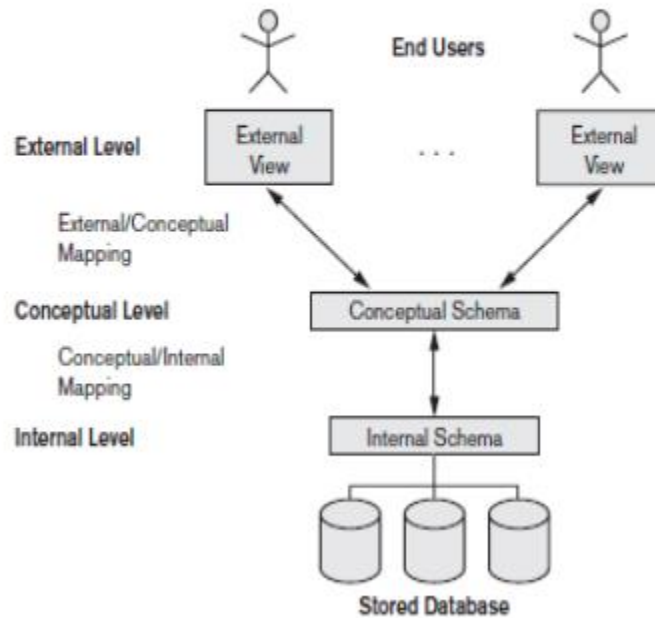 End Users
External Level
External
View
. . .
External
View
External/Conceptual
Mapping
Conceptual Level
Conceptual Schema
Conceptual/Internal
Mapping
Internal Level
Internal Schema
Stored Database